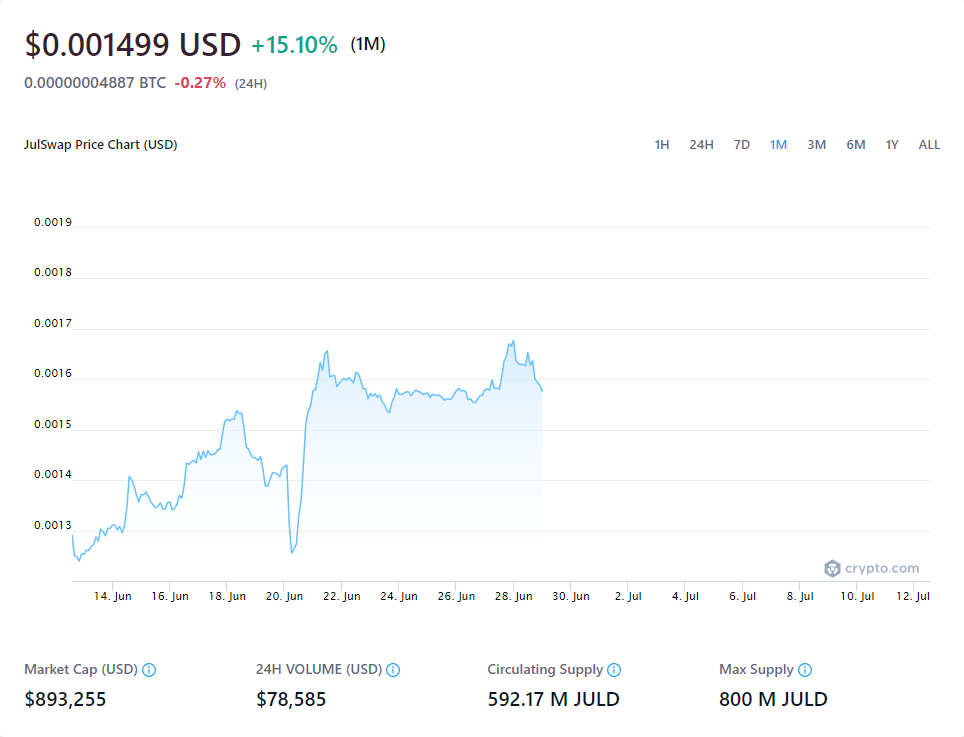 $0.001499 USD +15.10% (1M)
0.00000004887 BTC -0.27% (24H)
JulSwap Price Chart (USD) 1H 24H 7D 1M 3M 6M 1Y ALL
0.0019
0.0018
0.0017
0.0016
0.0015
0.0014
0.0013
crypto.com
14. Jun 16. Jun 18. Jun 20. Jun 22. Jun 24. Jun 26. Jun 28. Jun 30. Jun 2. Jul 4. Jul 6. Jul 8. Jul 10. Jul 12. Jul
Market Cap (USD) 24H VOLUME (USD) Circulating Supply Max Supply
$893,255 $78,585 592.17 M JULD 800 M JULD